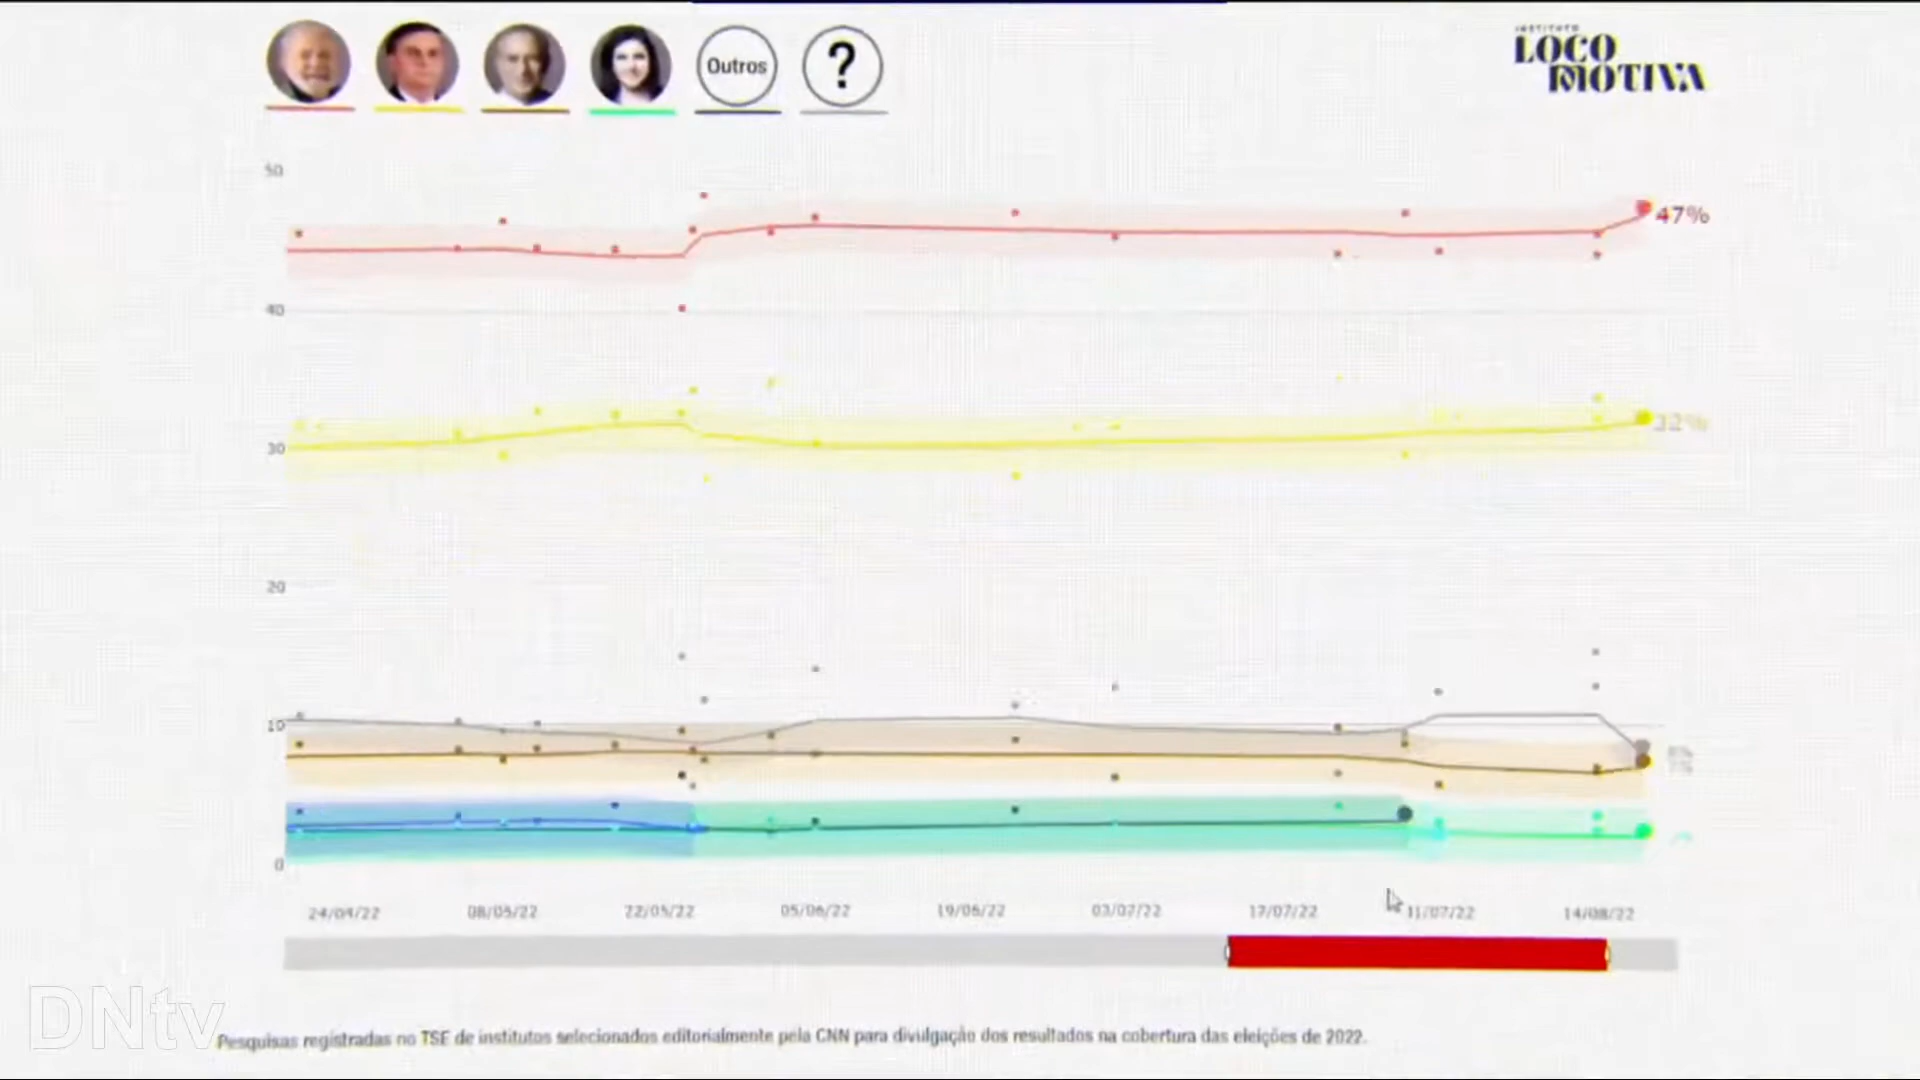 Outros
?
INSTITUTO
LOCO
MOTIVA
50
47%
40
32%
30
20
10
0
24/04/22 08/05/22 22/05/22 05/06/22 19/06/22 03/07/22 17/07/22 11/07/22 14/08/22
DNtv
Pesquisas registradas no TSE de institutos selecionados editorialmente pela CNN para divulgação dos resultados na cobertura das eleições de 2022.